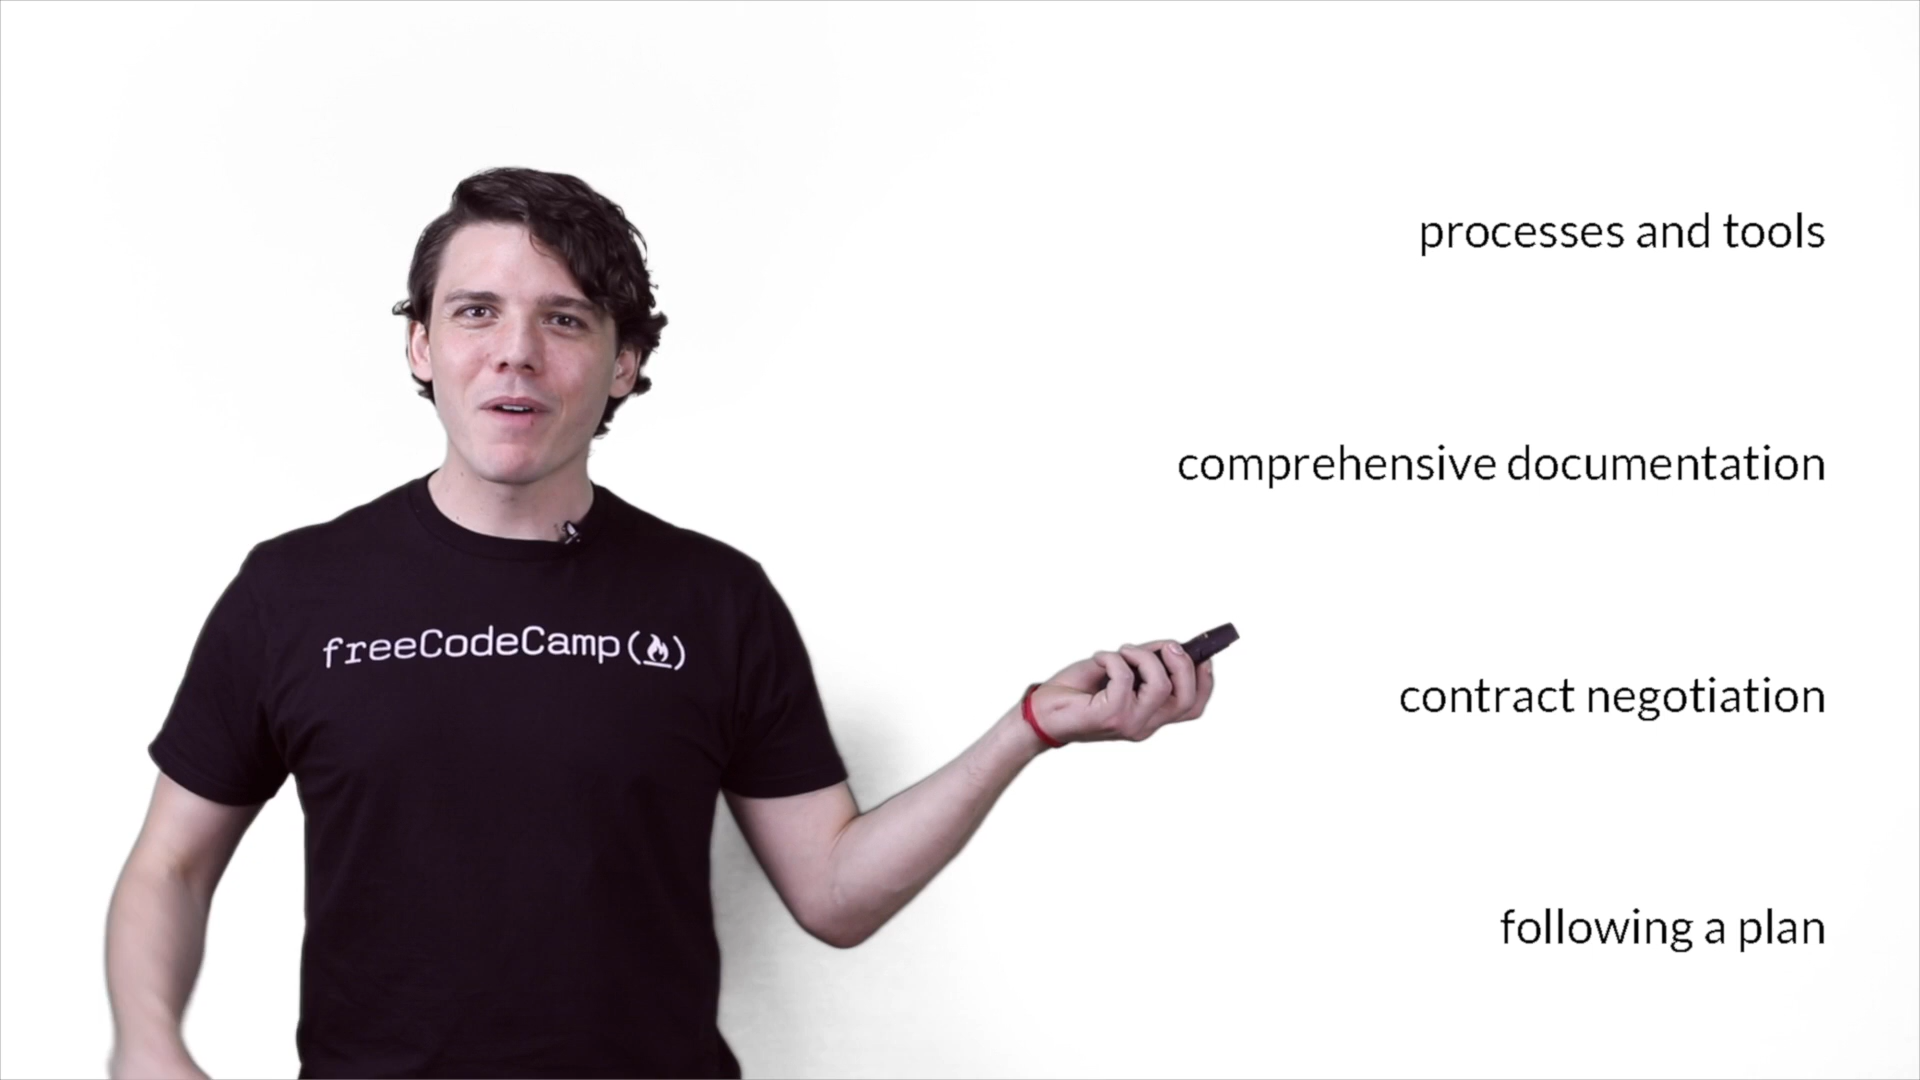 processes and tools
comprehensive documentation
freeCodeCamp(🔥)
contract negotiation
following a plan